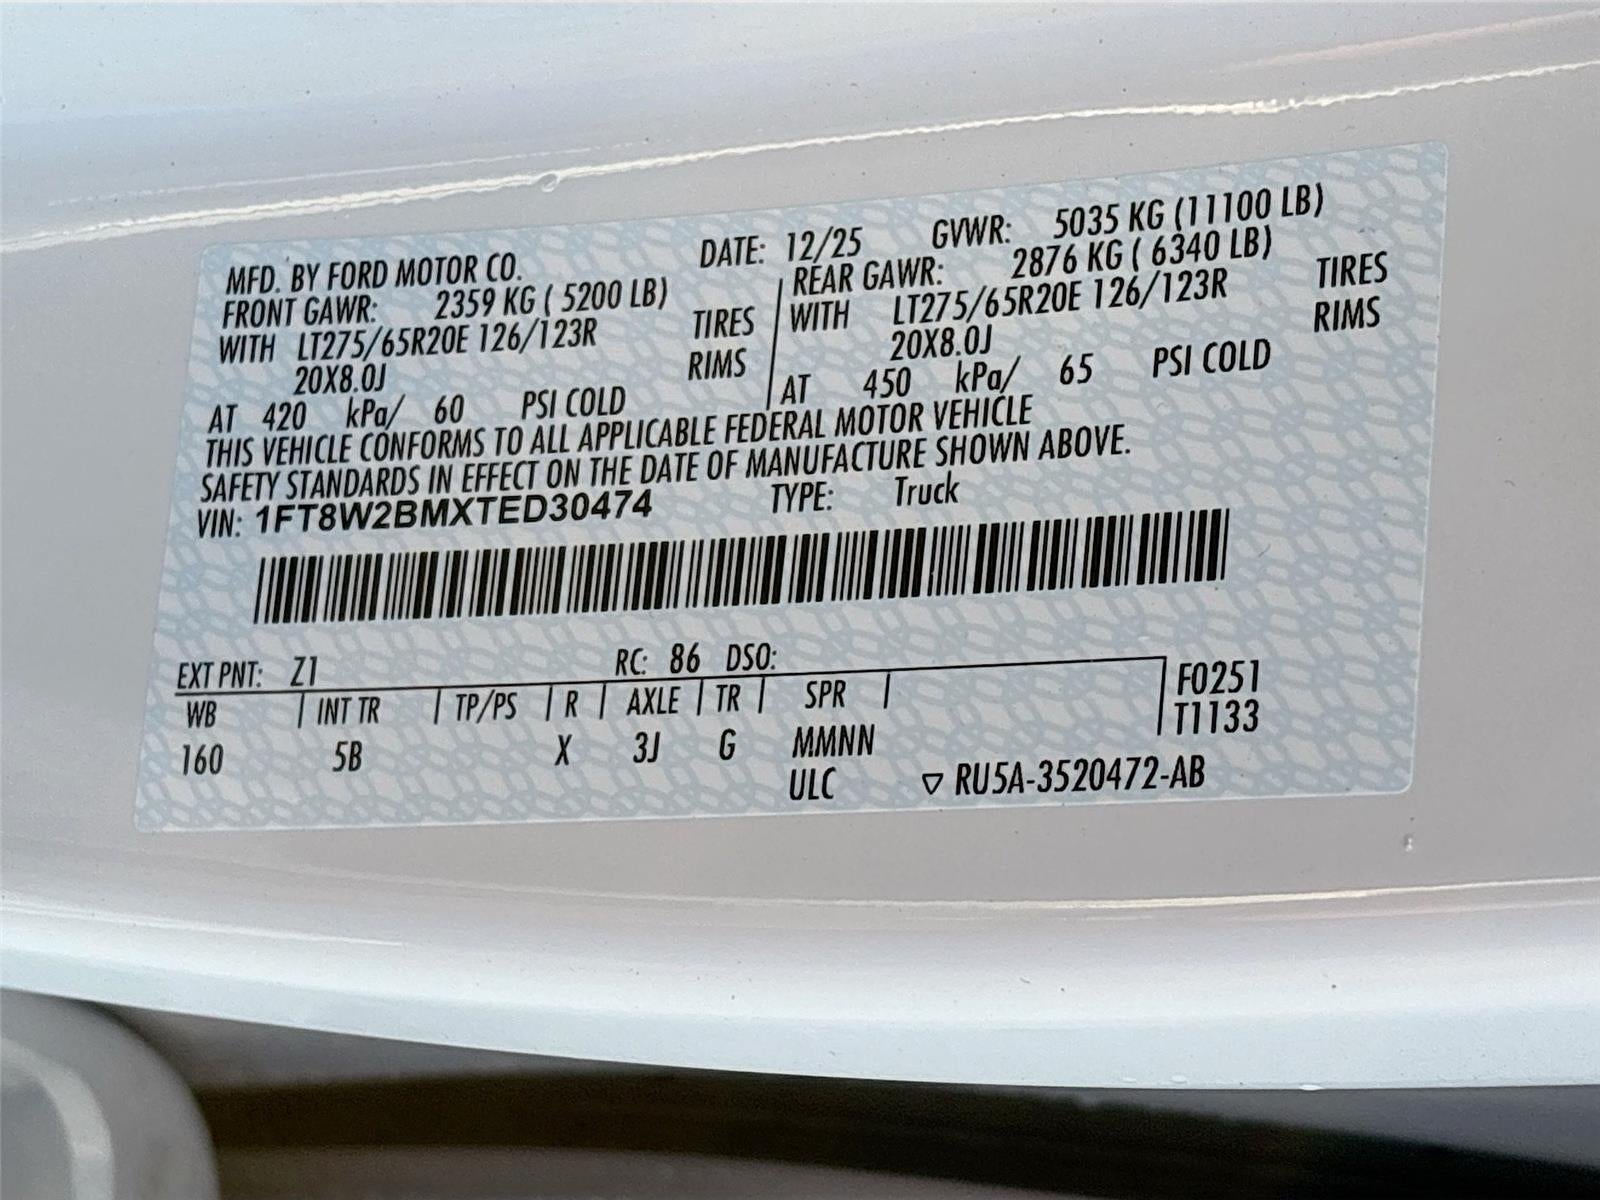 MFD. BY FORD MOTOR CO. DATE: 12/25 GVWR: 5035 KG (11100 LB)
FRONT GAWR: 2359 KG ( 5200 LB) REAR GAWR: 2876 KG ( 6340 LB)
WITH LT275/65R20E 126/123R TIRES WITH LT275/65R20E 126/123R TIRES
20X8.0J RIMS 20X8.0J RIMS
AT 420 kPa/ 60 PSI COLD AT 450 kPa/ 65 PSI COLD
THIS VEHICLE CONFORMS TO ALL APPLICABLE FEDERAL MOTOR VEHICLE
SAFETY STANDARDS IN EFFECT ON THE DATE OF MANUFACTURE SHOWN ABOVE.
VIN: 1FT8W2BMXTED30474 TYPE: Truck
EXT PNT: Z1 RC: 86 DSO:
WB INT TR TP/PS R AXLE TR SPR F0251
T1133
160 5B X 3J G MMNN
ULC ▽ RU5A-3520472-AB